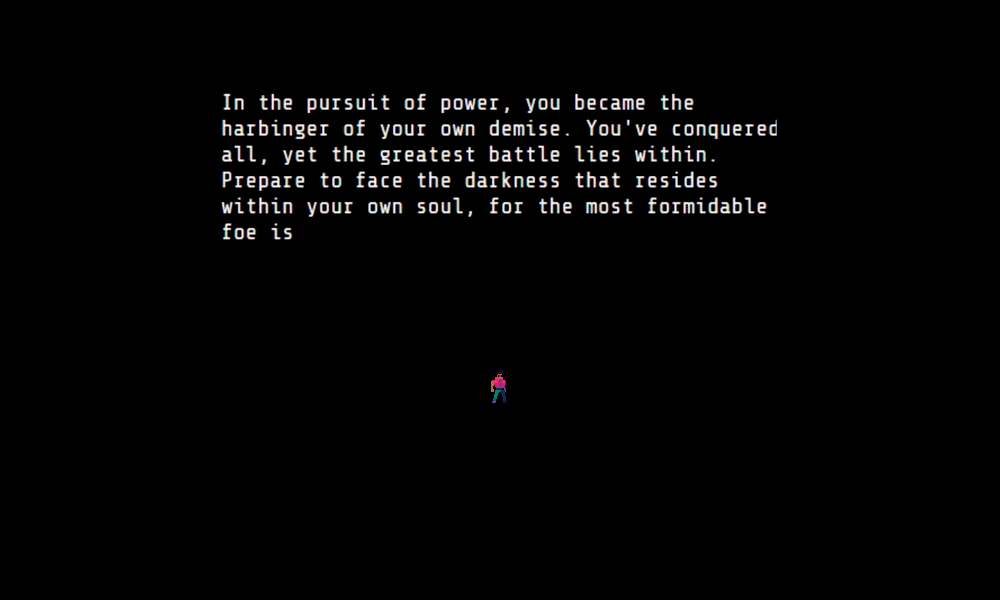 In the pursuit of power, you became the
harbinger of your own demise. You've conquered
all, yet the greatest battle lies within.
Prepare to face the darkness that resides
within your own soul, for the most formidable
foe is